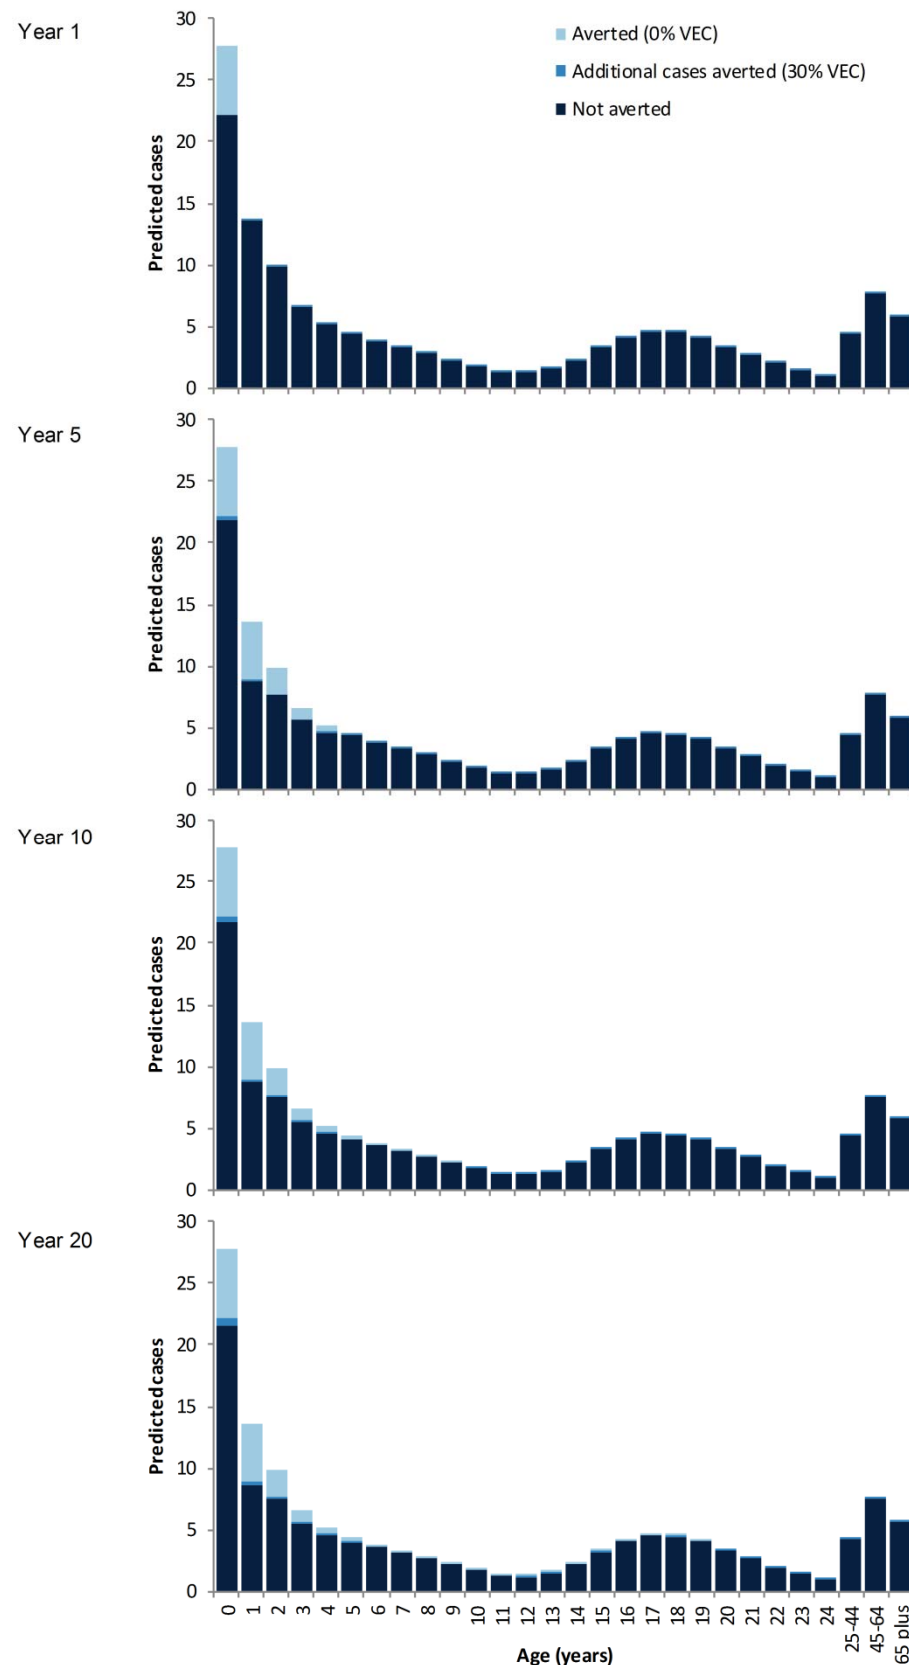 Year 1
Averted (0% VEC)
Additional cases averted (30% VEC)
Not averted
Predicted cases
30
25
20
15
10
5
0
Year 5
Predicted cases
30
25
20
15
10
5
0
Year 10
Predicted cases
30
25
20
15
10
5
0
Year 20
Predicted cases
30
25
20
15
10
5
0
0 1 2 3 4 5 6 7 8 9 10 11 12 13 14 15 16 17 18 19 20 21 22 23 24 25-44 45-64 65 plus
Age (years)